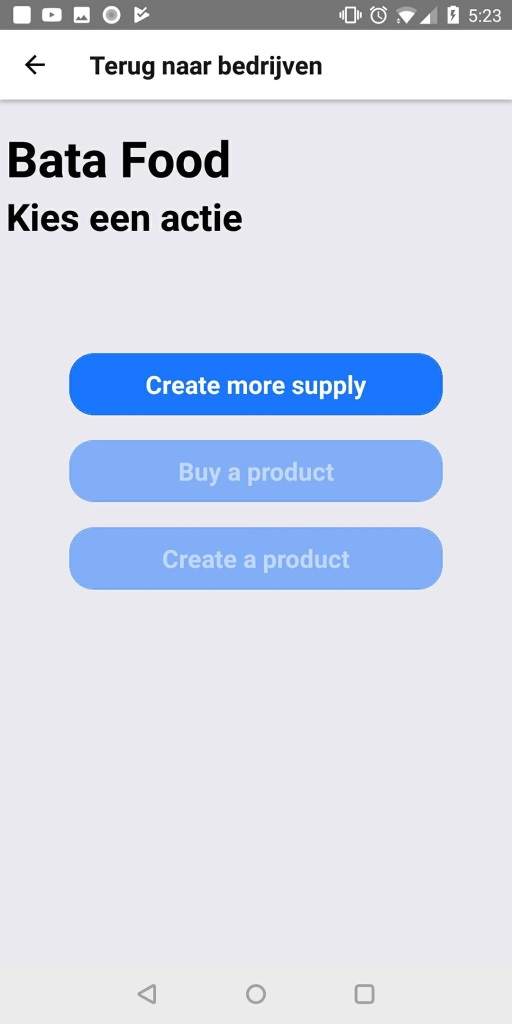 5:23
Terug naar bedrijven
Bata Food
Kies een actie
Create more supply
Buy a product
Create a product